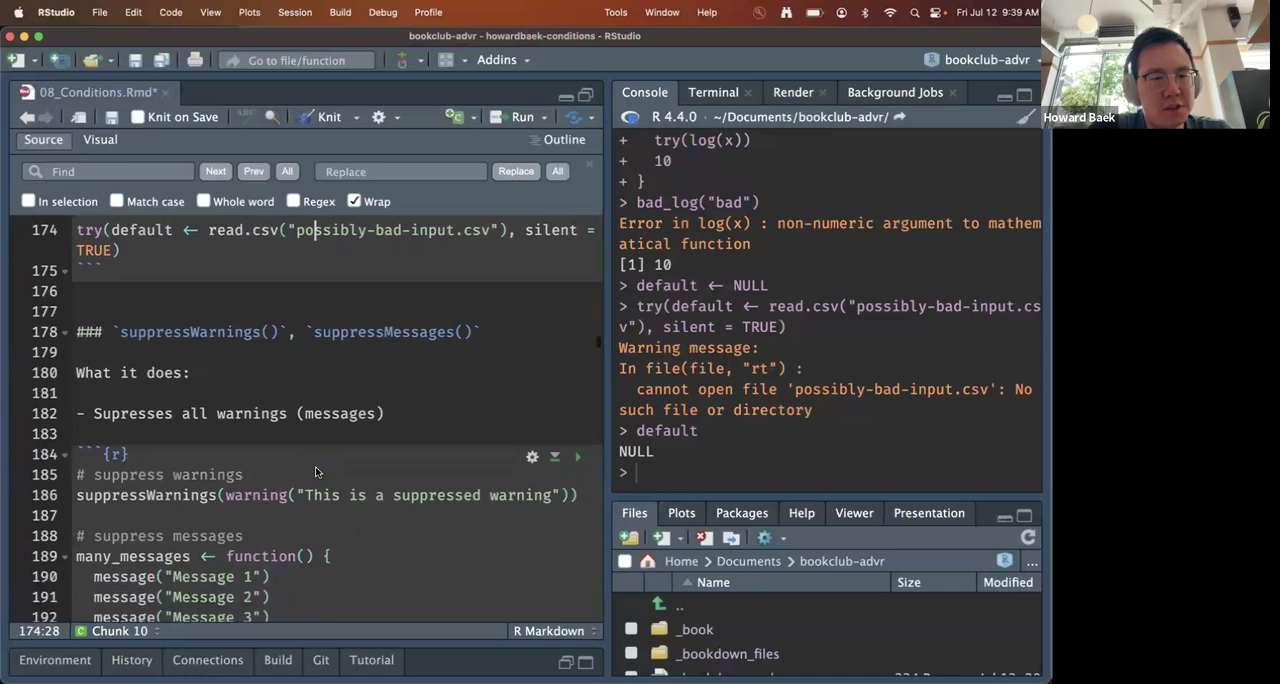 RStudio File Edit Code View Plots Session Build Debug Profile Tools Window Help Fri Jul 12 9:39 AM
bookclub-advr - howardbaek-conditions - RStudio
Go to file/function Addins bookclub-advr
08_Conditions.Rmd*
Knit on Save Knit Run
Source Visual Outline
Find Next Prev All Replace Replace All
In selection Match case Whole word Regex Wrap
174 try(default ← read.csv("possibly-bad-input.csv"), silent =
TRUE)
175 ```
176
177
178 ### `suppressWarnings()`, `suppressMessages()`
179
180 What it does:
181
182 - Supresses all warnings (messages)
183
184 ```{r}
185 # suppress warnings
186 suppressWarnings(warning("This is a suppressed warning"))
187
188 # suppress messages
189 many_messages ← function() {
190 message("Message 1")
191 message("Message 2")
192 message("Message 3")
174:28 Chunk 10 R Markdown
Environment History Connections Build Git Tutorial
Console Terminal Render Background Jobs
R 4.4.0 · ~/Documents/bookclub-advr/
+ try(log(x))
+ 10
+ }
> bad_log("bad")
Error in log(x) : non-numeric argument to mathem
atical function
[1] 10
> default ← NULL
> try(default ← read.csv("possibly-bad-input.cs
v"), silent = TRUE)
Warning message:
In file(file, "rt") :
cannot open file 'possibly-bad-input.csv': No
such file or directory
> default
NULL
>
Files Plots Packages Help Viewer Presentation
Home > Documents > bookclub-advr ...
Name Size Modified
..
_book
_bookdown_files
Howard Baek